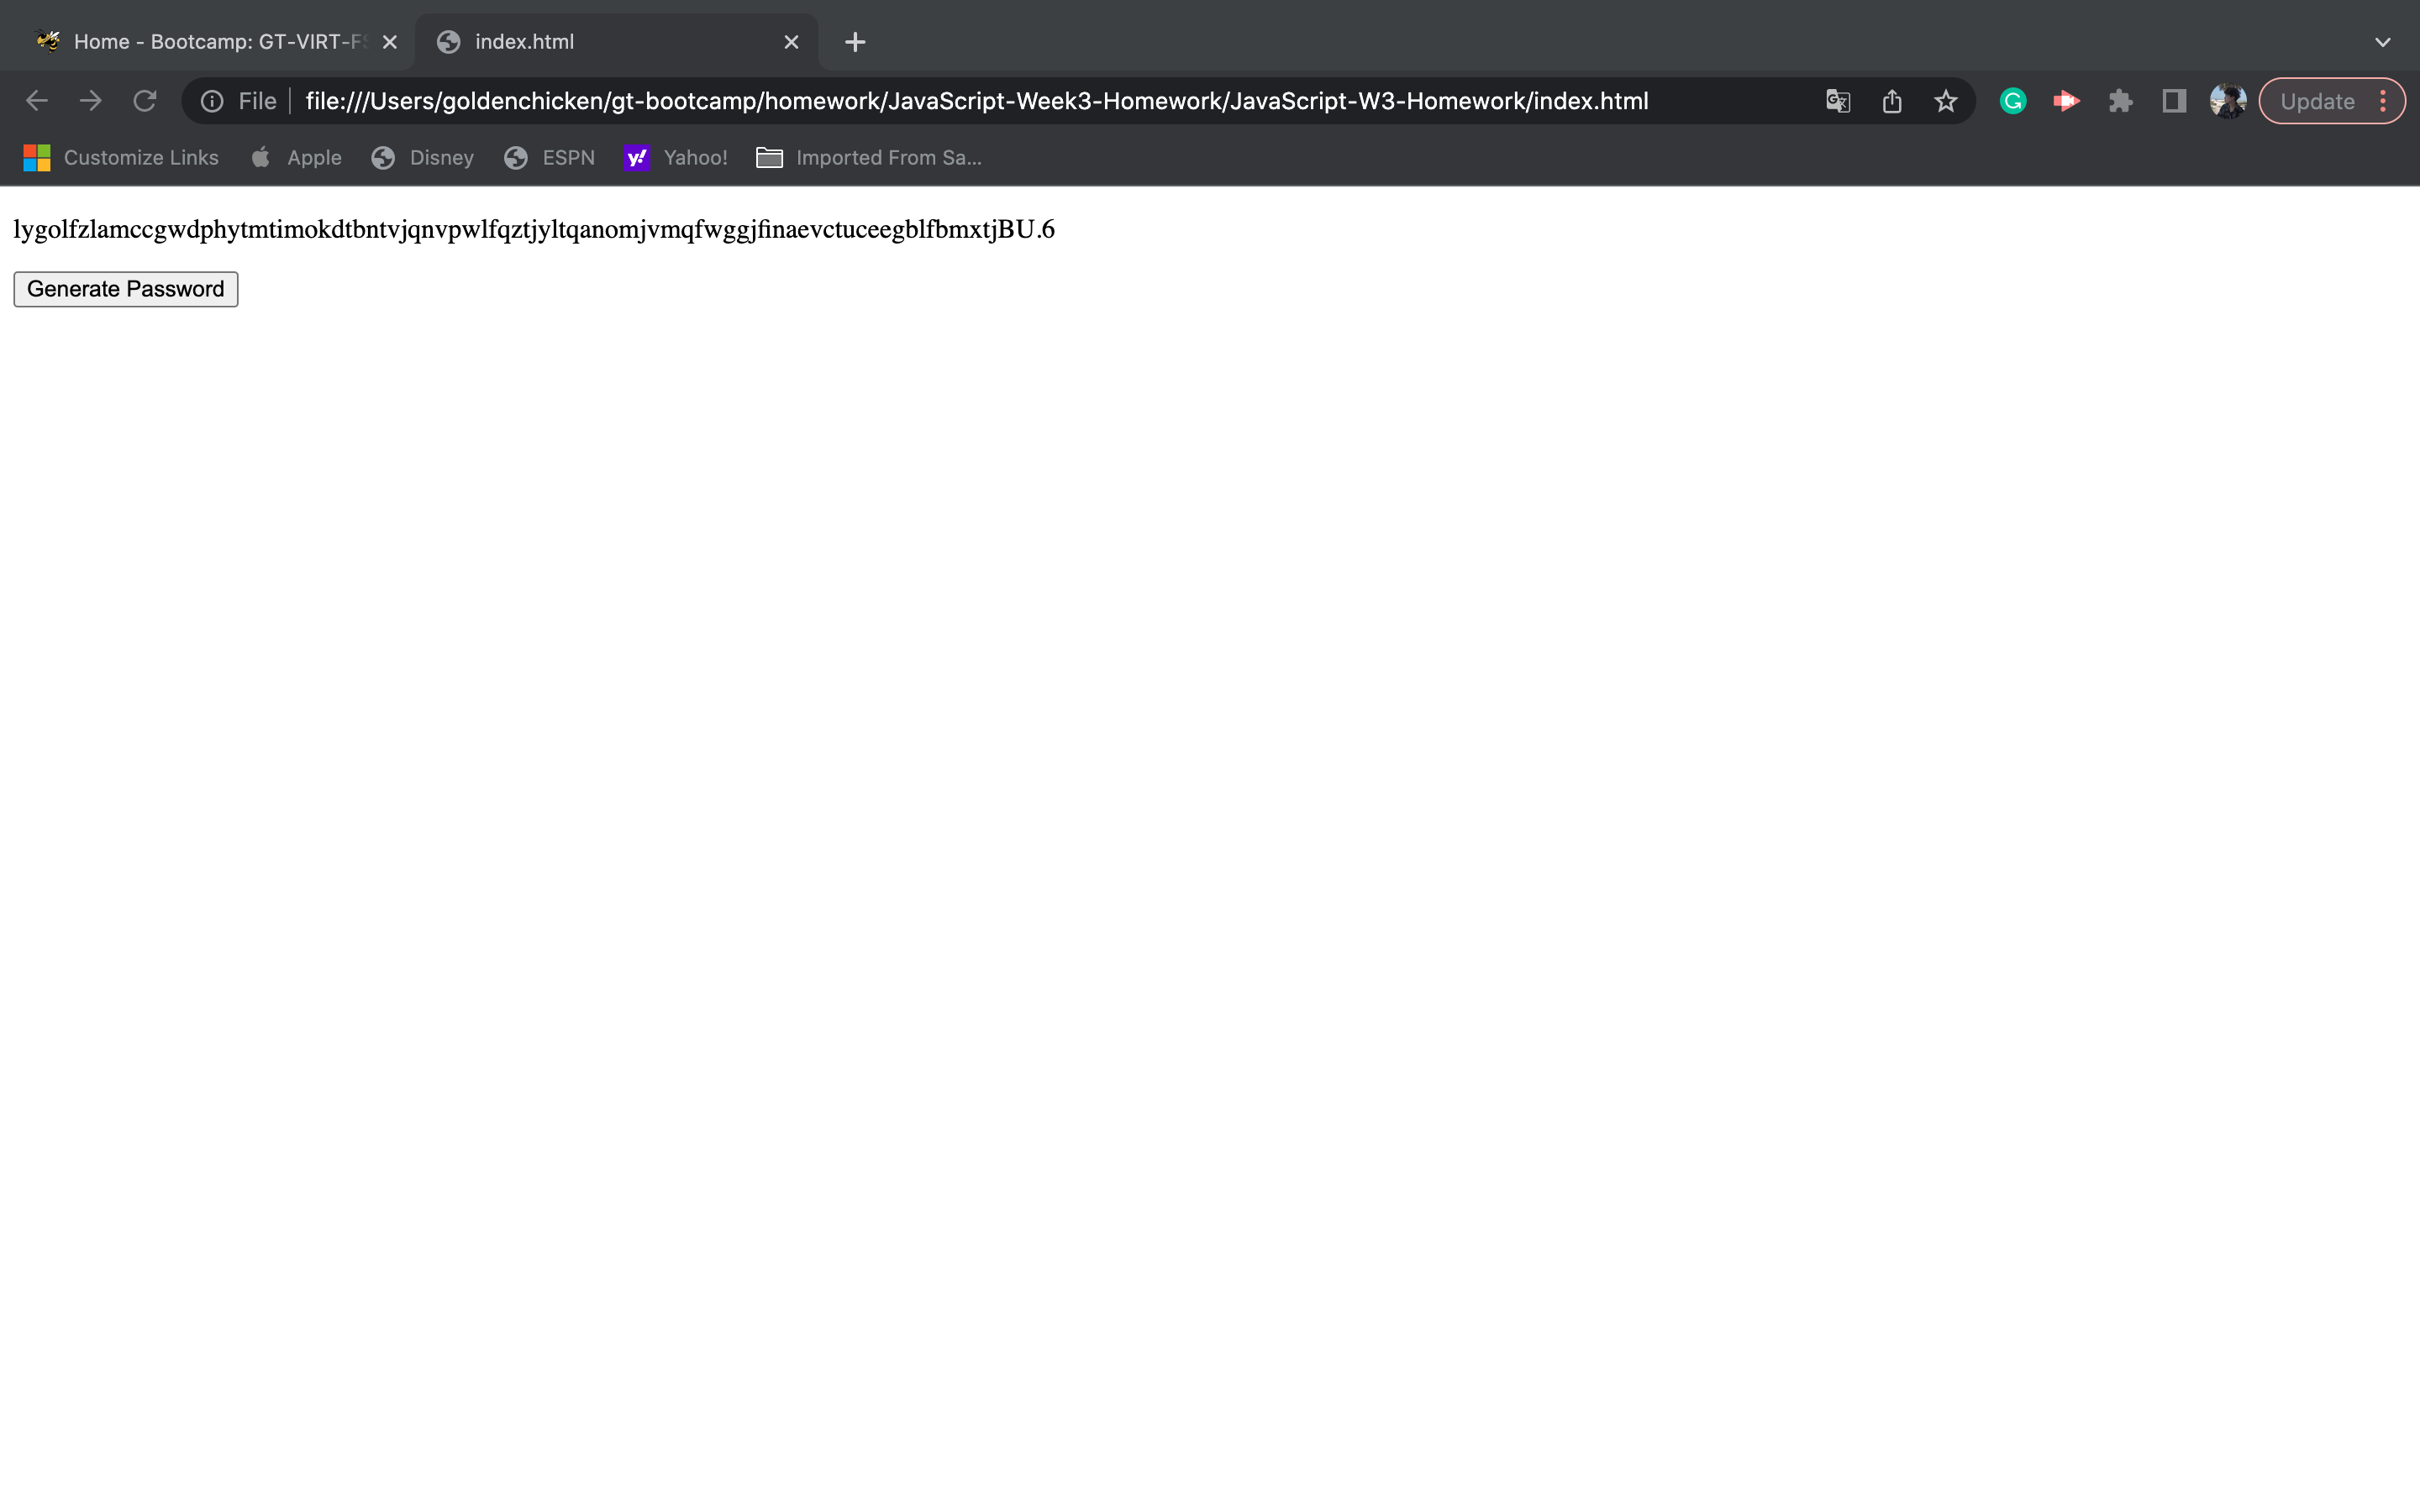 Home - Bootcamp: GT-VIRT-FS
index.html
File
file:///Users/goldenchicken/gt-bootcamp/homework/JavaScript-Week3-Homework/JavaScript-W3-Homework/index.html
Update
Customize Links
Apple
Disney
ESPN
y!
Yahoo!
Imported From Sa...
lygolfzlamccgwdphytmtimokdtbntvjqnvpwlfqztjyltqanomjvmqfwggjfinaevctuceegblfbmxtjBU.6
Generate Password